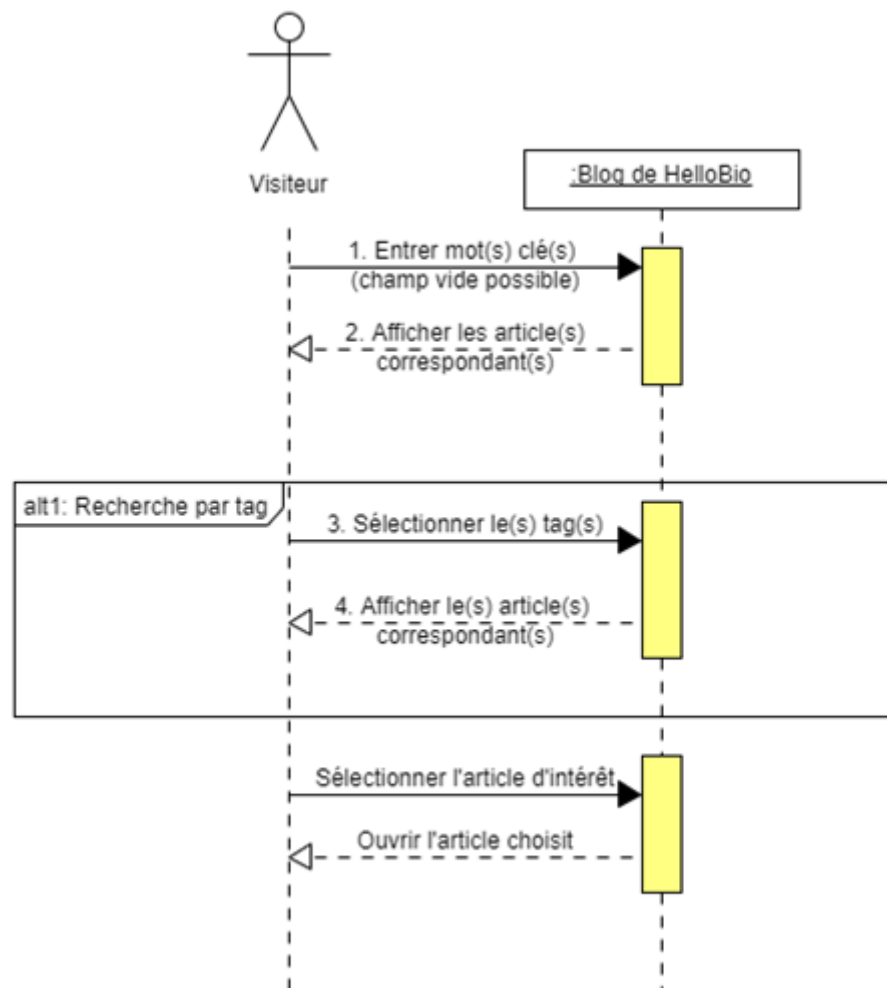 Visiteur
:Blog de HelloBio
1. Entrer mot(s) clé(s)
(champ vide possible)
2. Afficher les article(s)
correspondant(s)
alt1: Recherche par tag
3. Sélectionner le(s) tag(s)
4. Afficher le(s) article(s)
correspondant(s)
Sélectionner l'article d'intérêt
Ouvrir l'article choisit